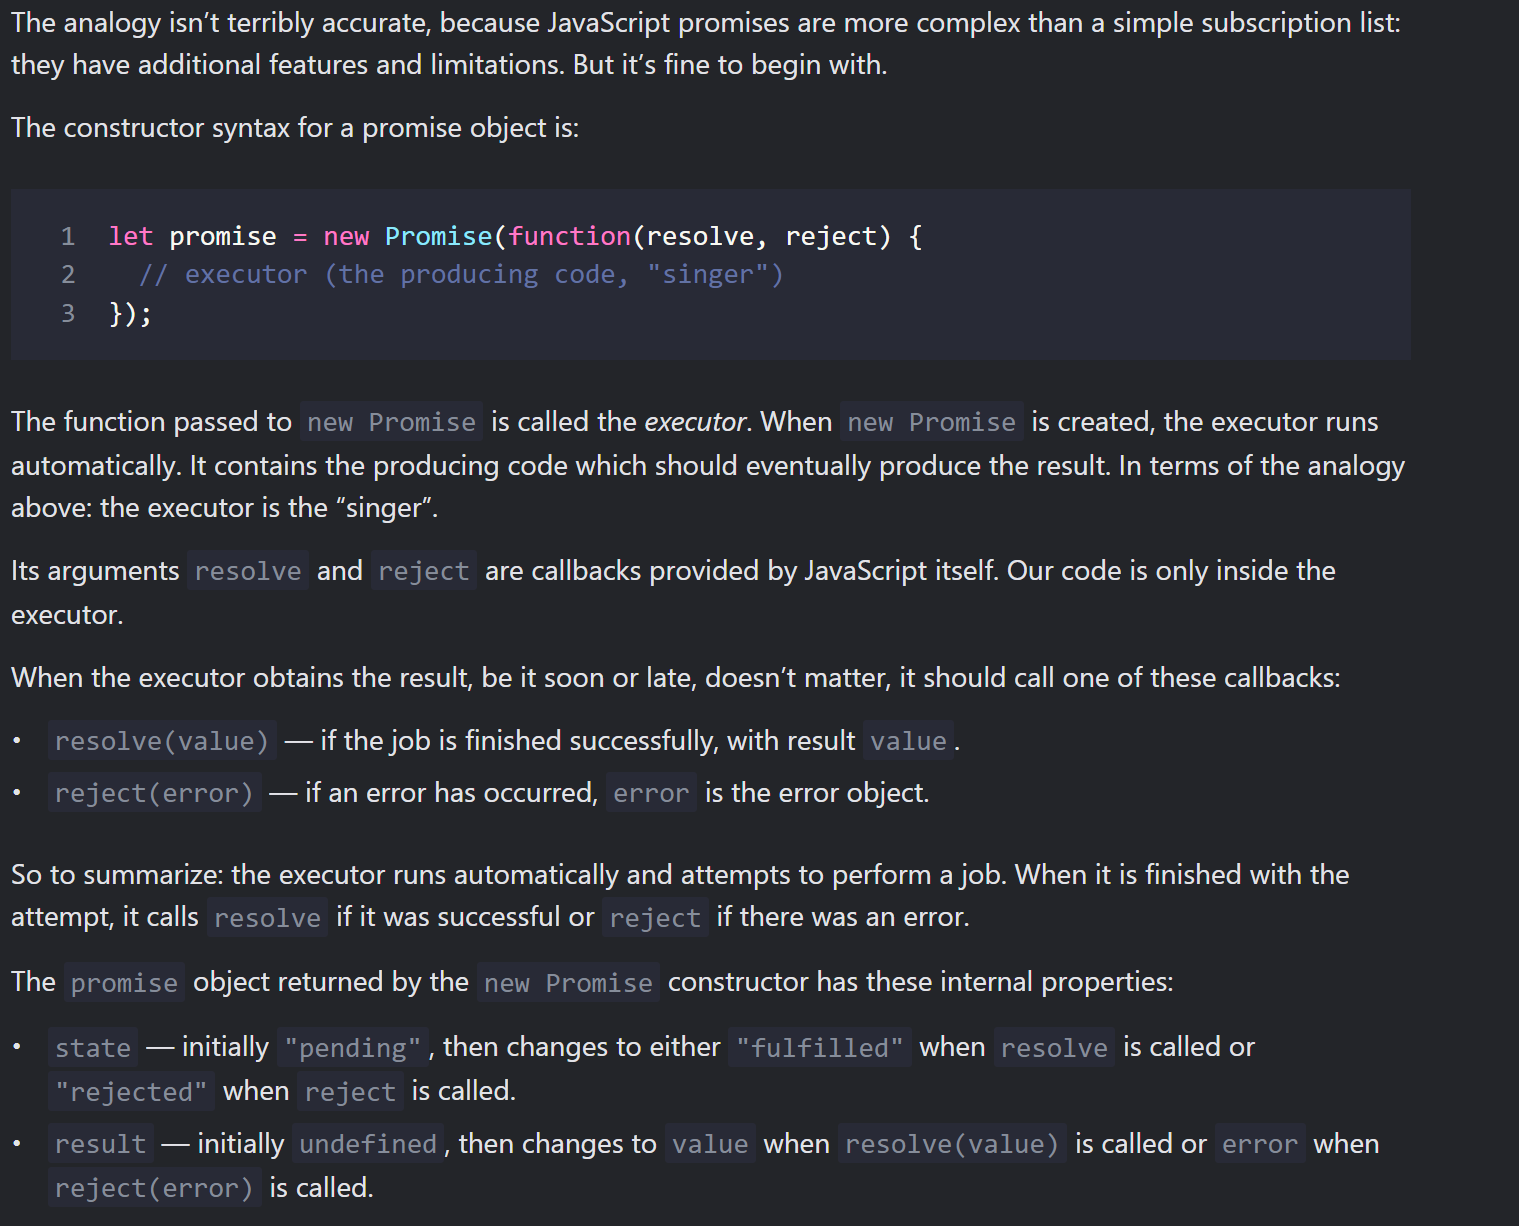 The analogy isn’t terribly accurate, because JavaScript promises are more complex than a simple subscription list:
they have additional features and limitations. But it’s fine to begin with.
The constructor syntax for a promise object is:
1 let promise = new Promise(function(resolve, reject) {
2   // executor (the producing code, "singer")
3 });
The function passed to new Promise is called the executor. When new Promise is created, the executor runs
automatically. It contains the producing code which should eventually produce the result. In terms of the analogy
above: the executor is the “singer”.
Its arguments resolve and reject are callbacks provided by JavaScript itself. Our code is only inside the
executor.
When the executor obtains the result, be it soon or late, doesn’t matter, it should call one of these callbacks:
• resolve(value) — if the job is finished successfully, with result value.
• reject(error) — if an error has occurred, error is the error object.
So to summarize: the executor runs automatically and attempts to perform a job. When it is finished with the
attempt, it calls resolve if it was successful or reject if there was an error.
The promise object returned by the new Promise constructor has these internal properties:
• state — initially "pending", then changes to either "fulfilled" when resolve is called or
"rejected" when reject is called.
• result — initially undefined, then changes to value when resolve(value) is called or error when
reject(error) is called.